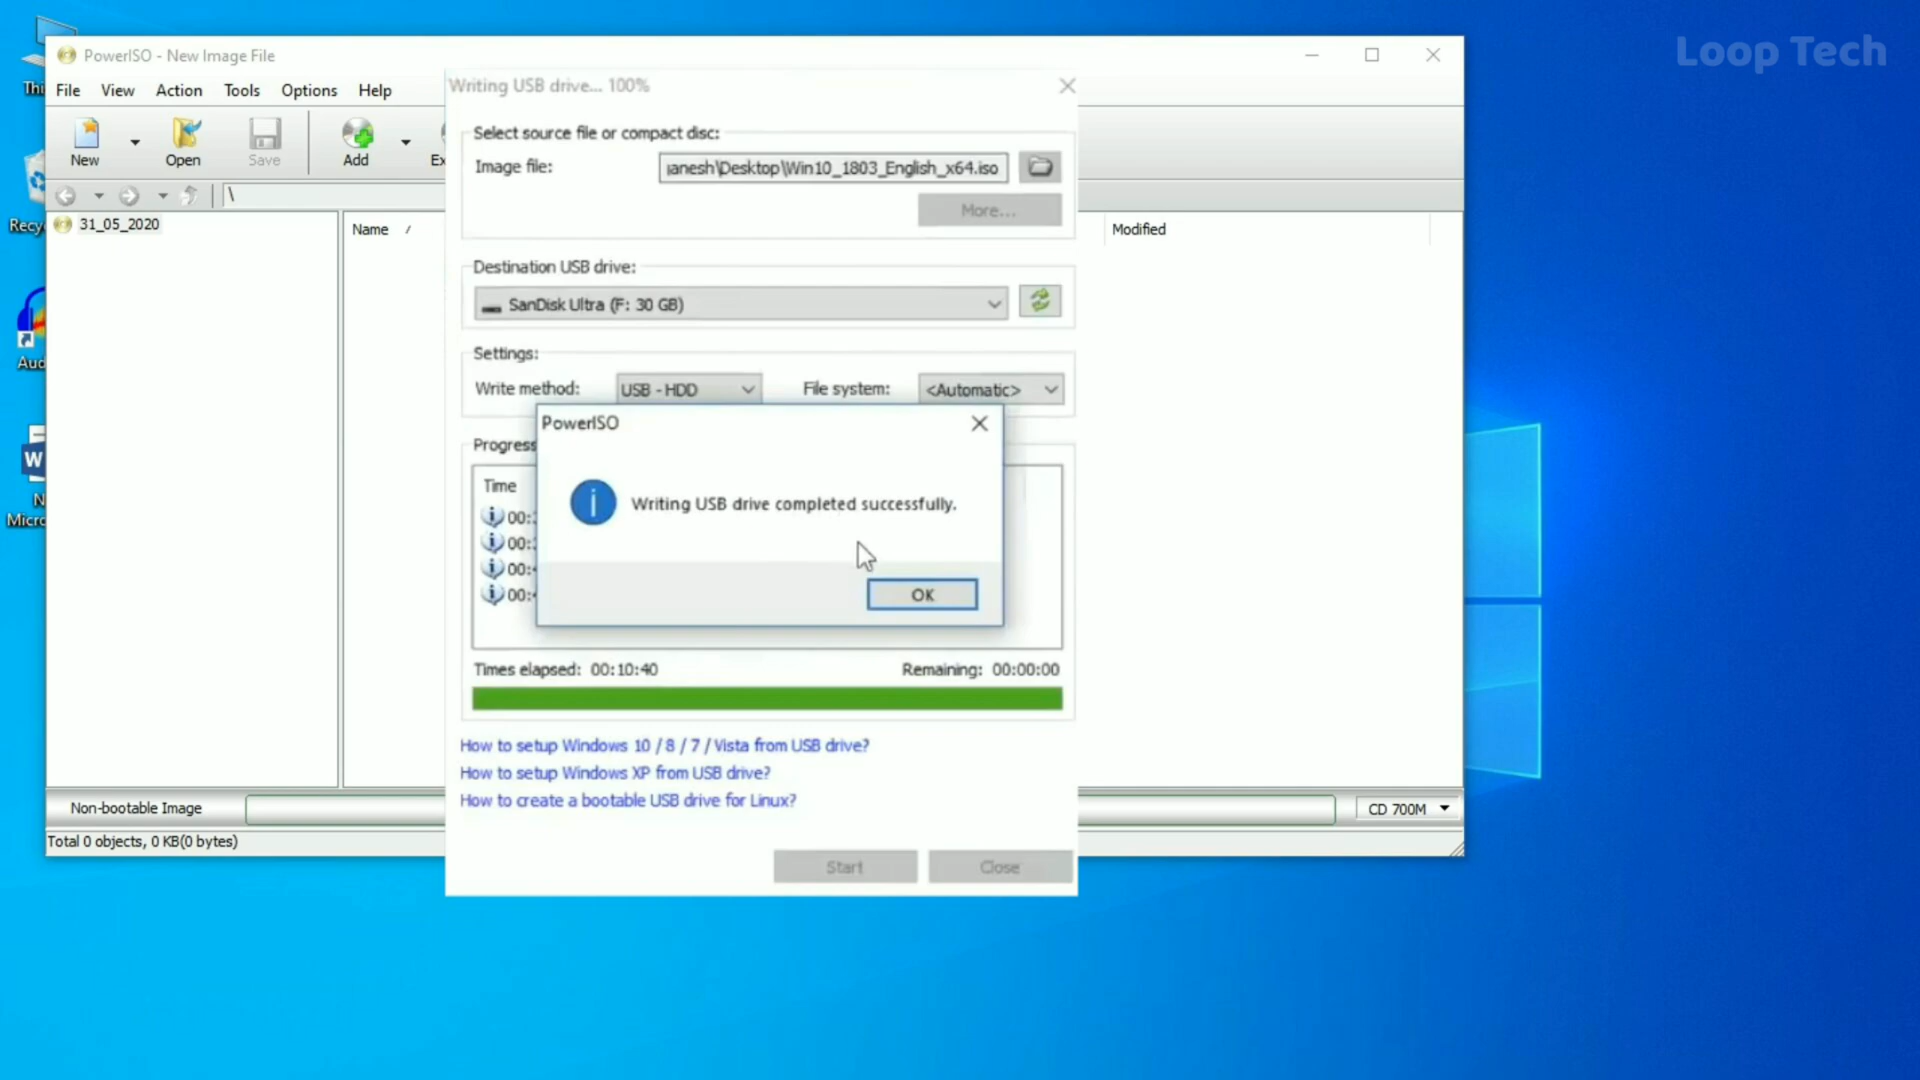 Loop Tech
PowerISO - New Image File
File View Action Tools Options Help
New Open Save Add
\
31_05_2020
Name / Modified
Writing USB drive... 100%
Select source file or compact disc:
Image file: anesh\Desktop\Win10_1803_English_x64.iso
More...
Destination USB drive:
SanDisk Ultra (F: 30 GB)
Settings:
Write method: USB - HDD File system: <Automatic>
Progress
Time
00:
00:
00:
00:
PowerISO
Writing USB drive completed successfully.
OK
Times elapsed: 00:10:40 Remaining: 00:00:00
How to setup Windows 10 / 8 / 7 / Vista from USB drive?
How to setup Windows XP from USB drive?
How to create a bootable USB drive for Linux?
Start Close
Non-bootable Image CD 700M
Total 0 objects, 0 KB(0 bytes)